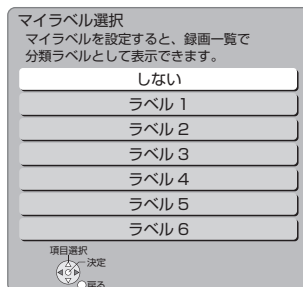 マイラベル選択
マイラベルを設定すると、録画一覧で
分類ラベルとして表示できます。
しない
ラベル 1
ラベル 2
ラベル 3
ラベル 4
ラベル 5
ラベル 6
項目選択
決定
戻る